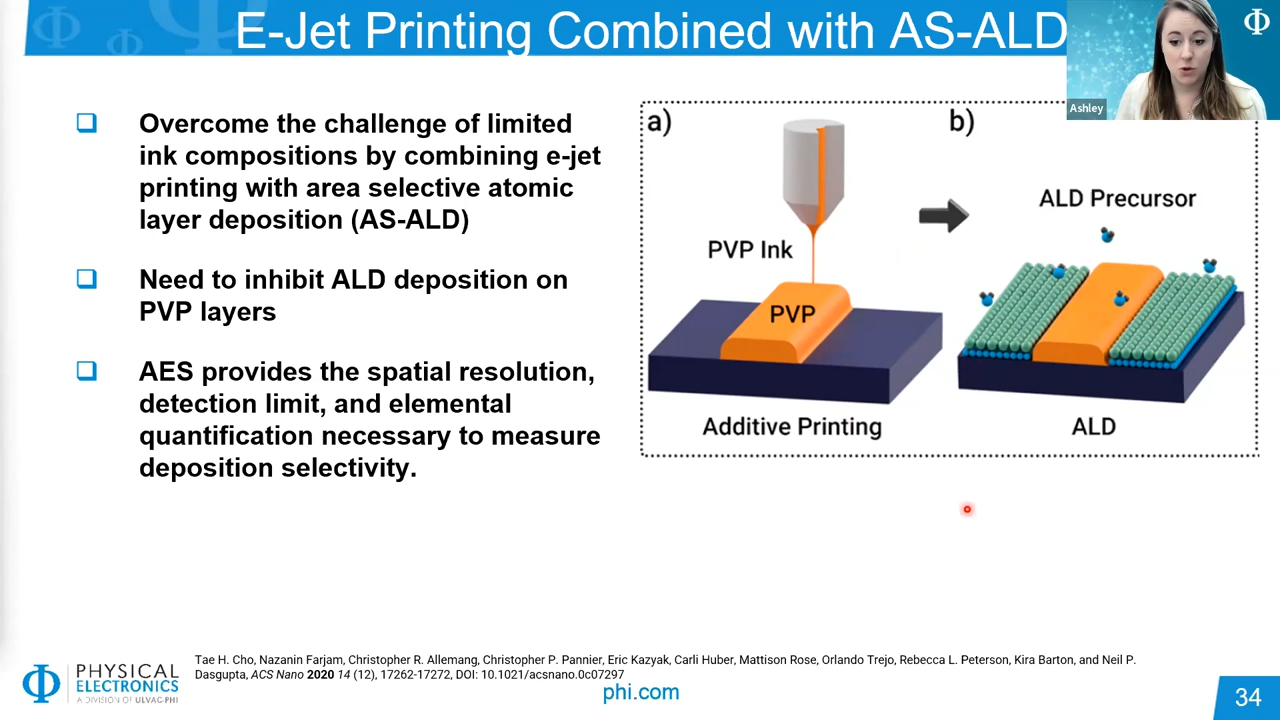 E-Jet Printing Combined with AS-ALD
Ashley
Overcome the challenge of limited
ink compositions by combining e-jet
printing with area selective atomic
layer deposition (AS-ALD)
Need to inhibit ALD deposition on
PVP layers
AES provides the spatial resolution,
detection limit, and elemental
quantification necessary to measure
deposition selectivity.
a)
PVP Ink
PVP
Additive Printing
b)
ALD Precursor
ALD
Tae H. Cho, Nazanin Farjam, Christopher R. Allemang, Christopher P. Pannier, Eric Kazyak, Carli Huber, Mattison Rose, Orlando Trejo, Rebecca L. Peterson, Kira Barton, and Neil P.
Dasgupta, ACS Nano 2020 14 (12), 17262-17272, DOI: 10.1021/acsnano.0c07297
PHYSICAL
ELECTRONICS
A DIVISION OF ULVAC-PHI
phi.com
34